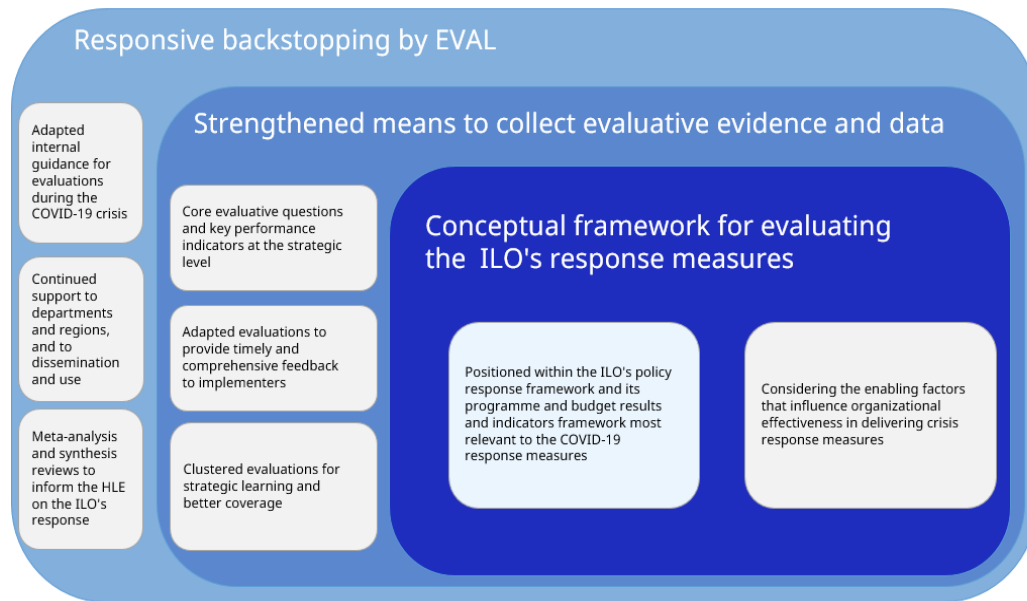 Responsive backstopping by EVAL
Adapted
internal
guidance for
evaluations
during the
COVID-19 crisis
Continued
support to
departments
and regions,
and to
dissemination
and use
Meta-analysis
and synthesis
reviews to
inform the HLE
on the ILO's
response
Strengthened means to collect evaluative evidence and data
Core evaluative questions
and key performance
indicators at the strategic
level
Adapted evaluations to
provide timely and
comprehensive feedback
to implementers
Clustered evaluations for
strategic learning and
better coverage
Conceptual framework for evaluating
the  ILO's response measures
Positioned within the ILO's policy
response framework and its
programme and budget results
and indicators framework most
relevant to the COVID-19
response measures
Considering the enabling factors
that influence organizational
effectiveness in delivering crisis
response measures